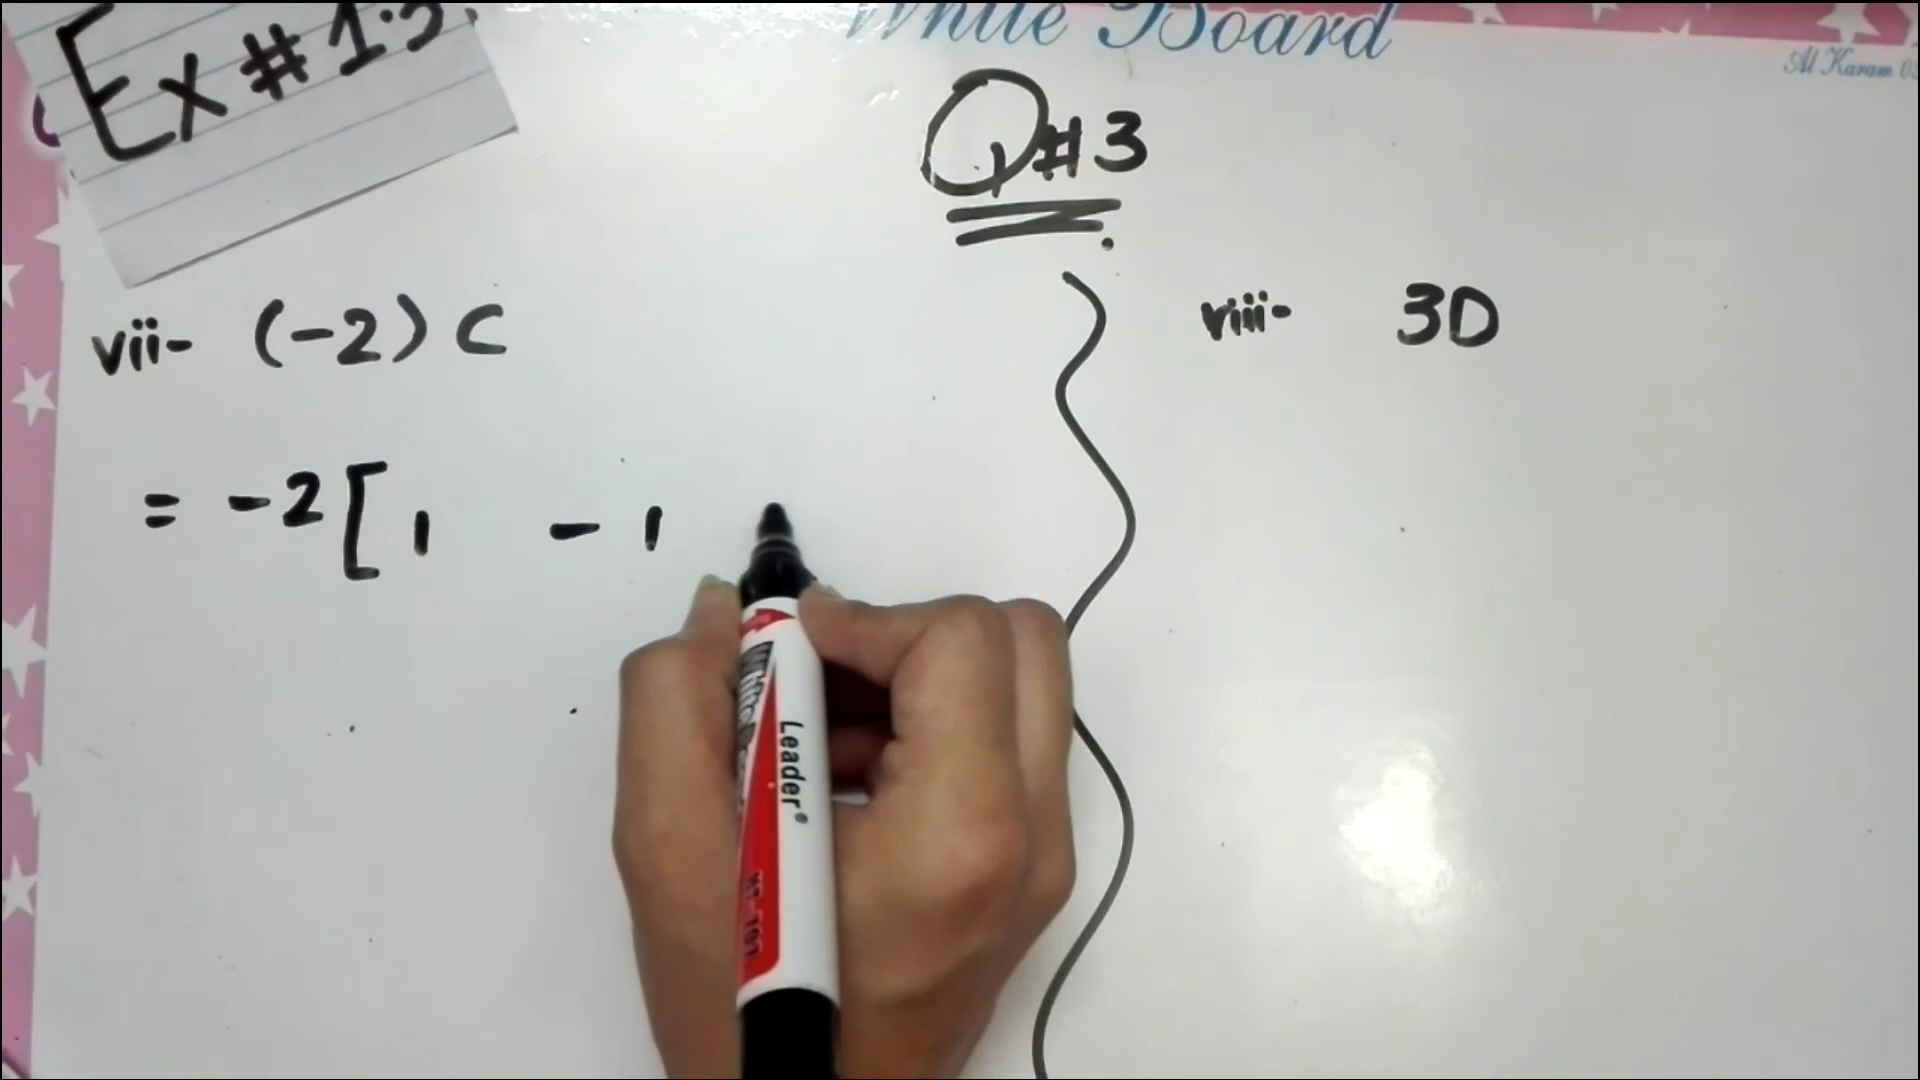 Ex # 1.3
White Board
Al Karam
Q#3
vii- (-2) C
= -2 [ 1 -1
viii- 3D
Leader